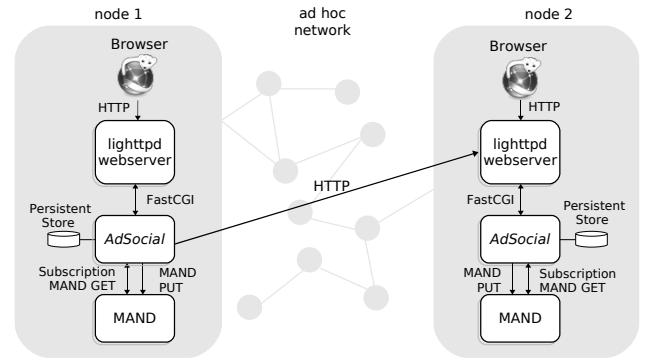 node 1
ad hoc
network
node 2
Browser
HTTP
lighttpd
webserver
FastCGI
Persistent
Store
AdSocial
Subscription
MAND GET
MAND
PUT
MAND
HTTP
Browser
HTTP
lighttpd
webserver
FastCGI
Persistent
Store
AdSocial
MAND
PUT
Subscription
MAND GET
MAND